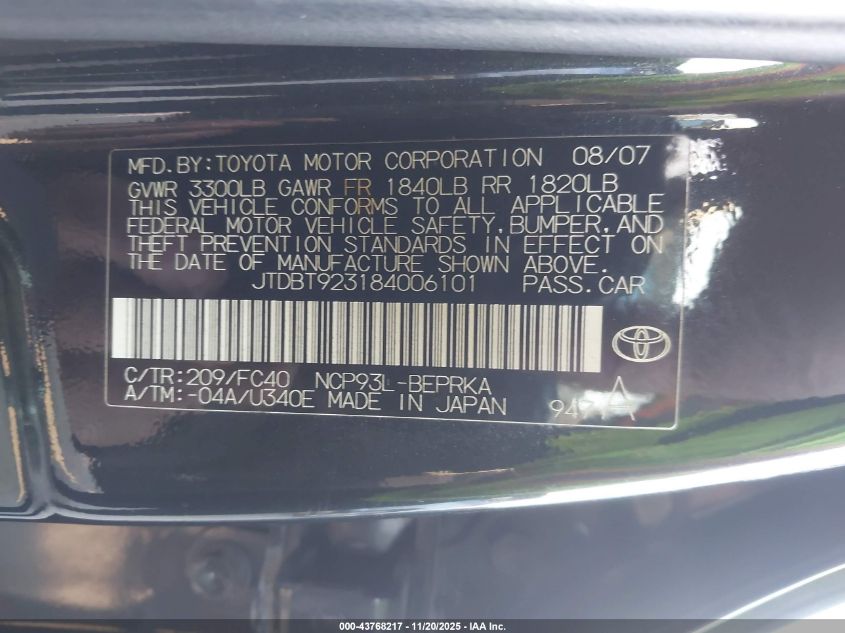 MFD.BY:TOYOTA MOTOR CORPORATION 08/07
GVWR 3300LB GAWR FR 1840LB RR 1820LB
THIS VEHICLE CONFORMS TO ALL APPLICABLE
FEDERAL MOTOR VEHICLE SAFETY,BUMPER,AND
THEFT PREVENTION STANDARDS IN EFFECT ON
THE DATE OF MANUFACTURE SHOWN ABOVE.
JTDBT923184006101 PASS.CAR
C/TR:209/FC40 NCP93L-BEPRKA
A/TM:-04A/U340E MADE IN JAPAN
000-43768217 - 11/20/2025 - IAA Inc.